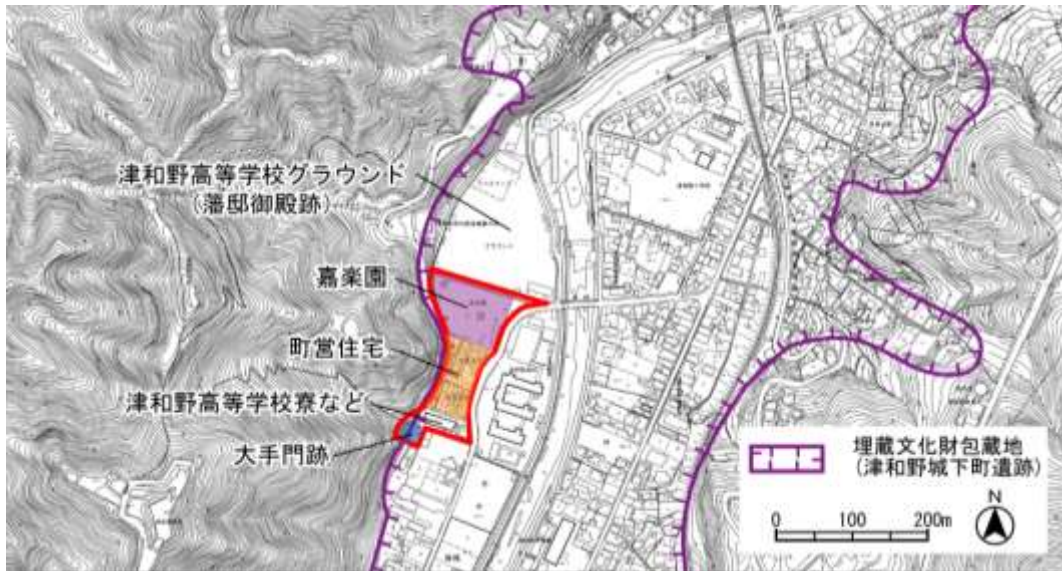 津和野高等学校グラウンド
(藩邸御殿跡)
嘉楽園
町営住宅
津和野高等学校寮など
大手門跡
埋蔵文化財包蔵地
(津和野城下町遺跡)
N
0 100 200m